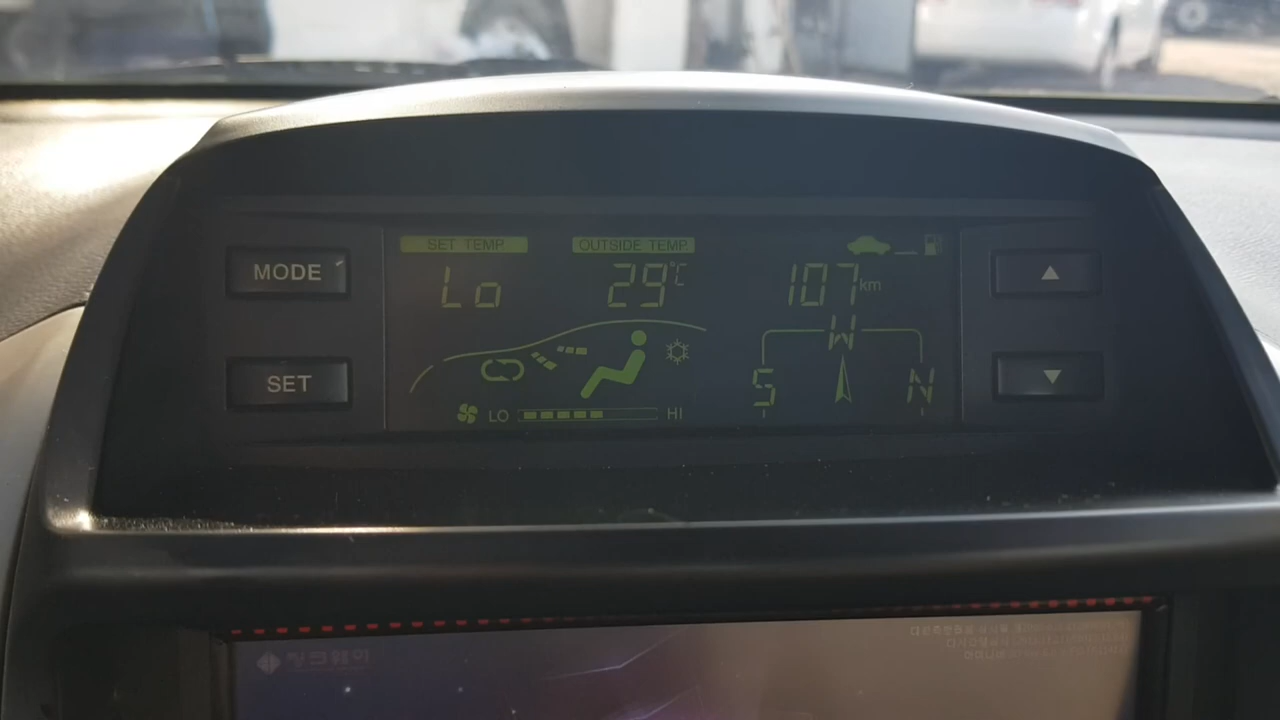 MODE
SET TEMP.
OUTSIDE TEMP.
Lo
29°C
107km
W
SET
S
N
LO
HI